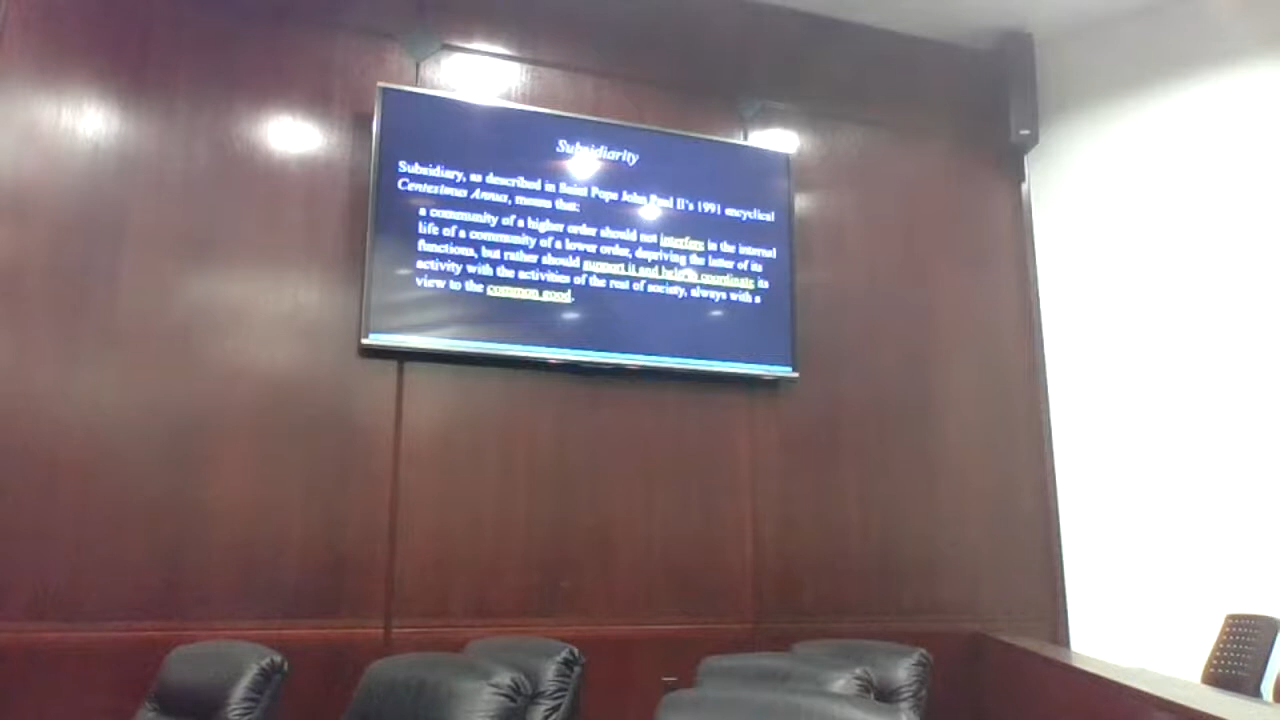 Subsidiarity
Subsidiary, as described in Saint Pope John Paul II's 1991 encyclical
Centesimus Annus, means that:
a community of a higher order should not interfere in the internal
life of a community of a lower order, depriving the latter of its
functions, but rather should support it and help to coordinate its
activity with the activities of the rest of society, always with a
view to the common good.